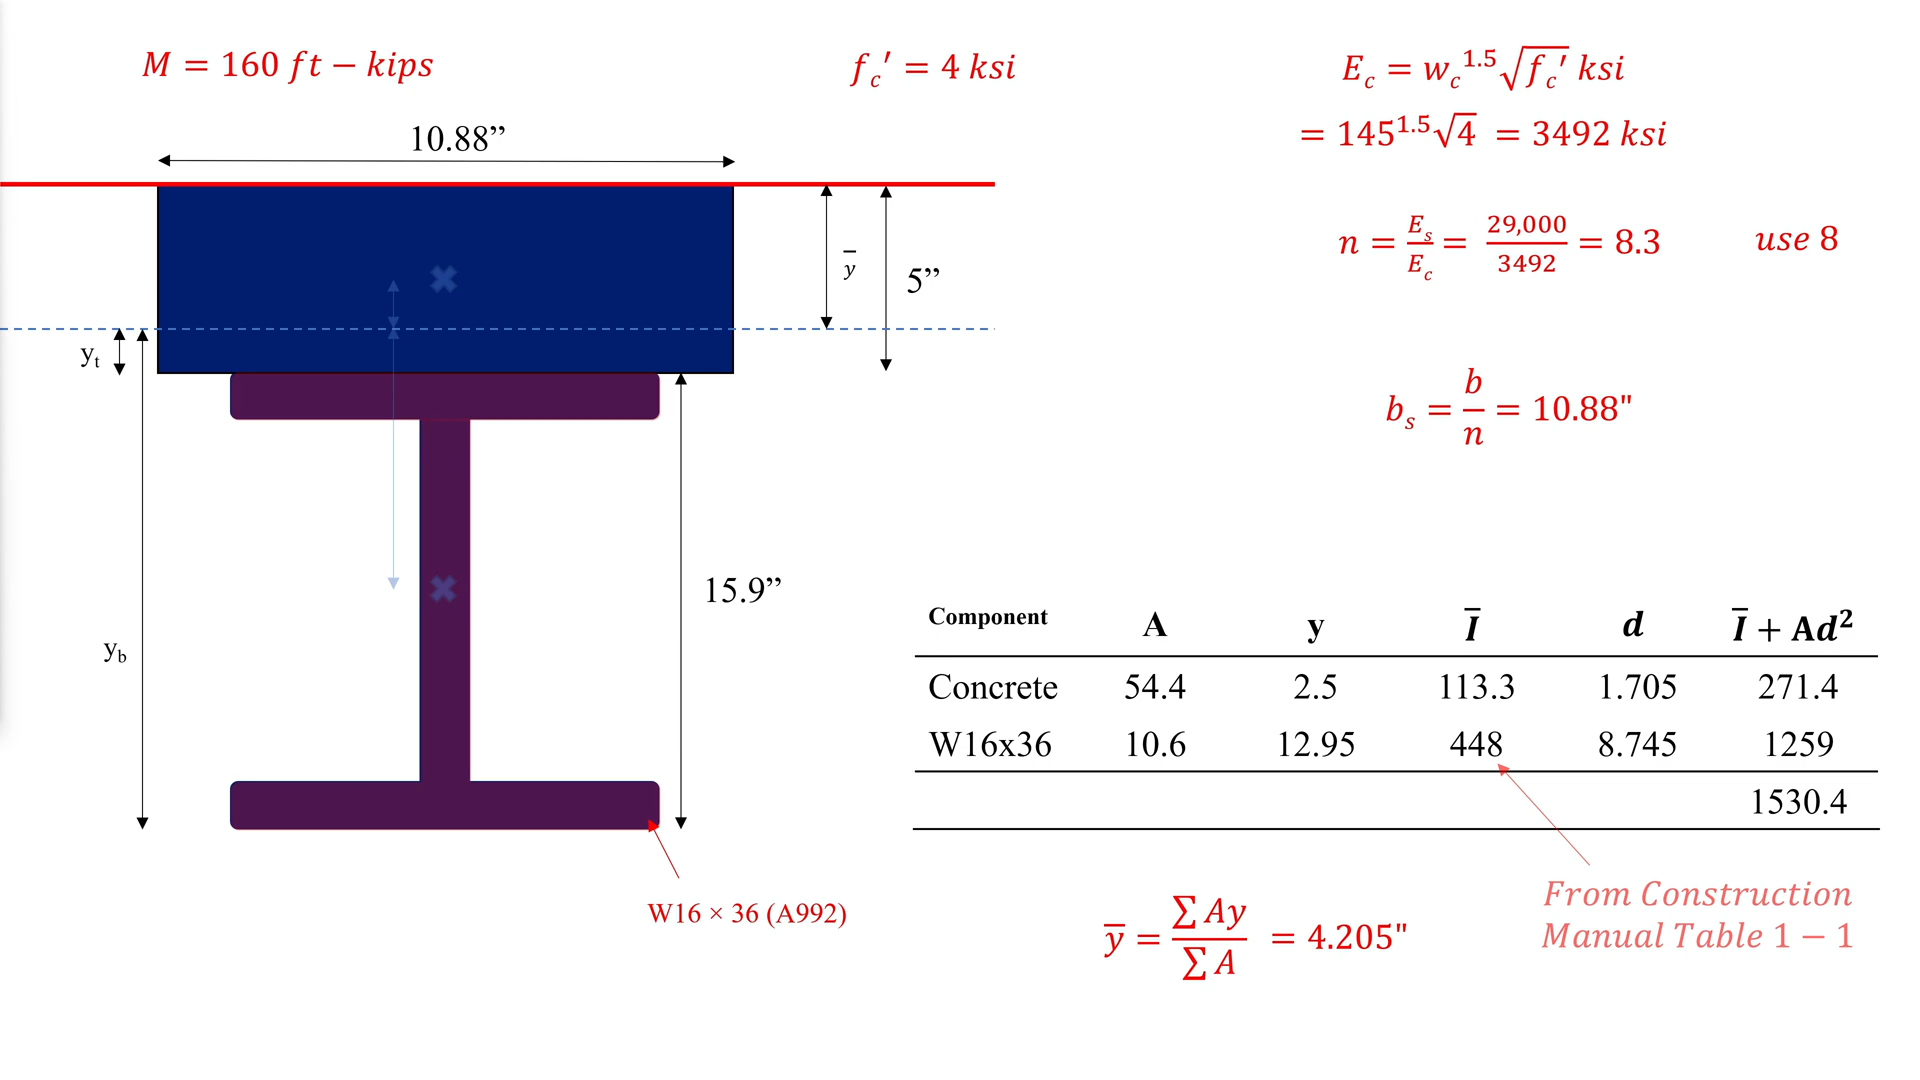 M = 160 ft − kips
f_c′ = 4 ksi
E_c = w_c^1.5 √f_c′ ksi
= 145^1.5 √4 = 3492 ksi
10.88”
n = E_s/E_c = 29,000/3492 = 8.3 use 8
y̅
5”
y_t
b_s = b/n = 10.88"
15.9”
y_b
Component A y I̅ d I̅ + Ad²
Concrete 54.4 2.5 113.3 1.705 271.4
W16x36 10.6 12.95 448 8.745 1259
1530.4
W16 × 36 (A992)
y̅ = ∑ Ay / ∑ A = 4.205"
From Construction
Manual Table 1 − 1